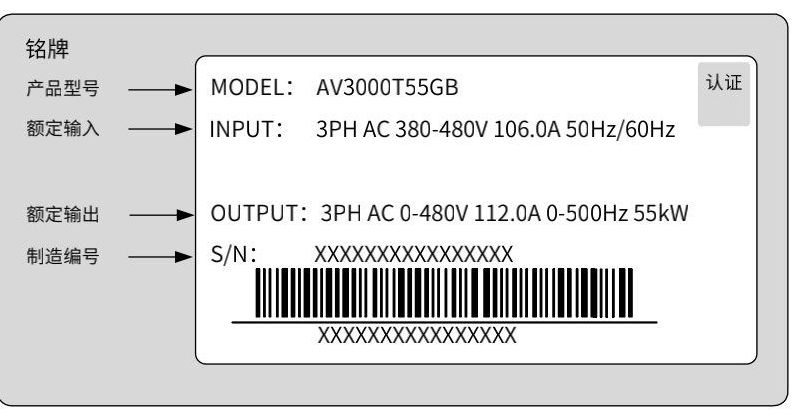 铭牌
产品型号 MODEL: AV3000T55GB 认证
额定输入 INPUT: 3PH AC 380-480V 106.0A 50Hz/60Hz
额定输出 OUTPUT: 3PH AC 0-480V 112.0A 0-500Hz 55kW
制造编号 S/N: XXXXXXXXXXXXXXXX
XXXXXXXXXXXXXXXX